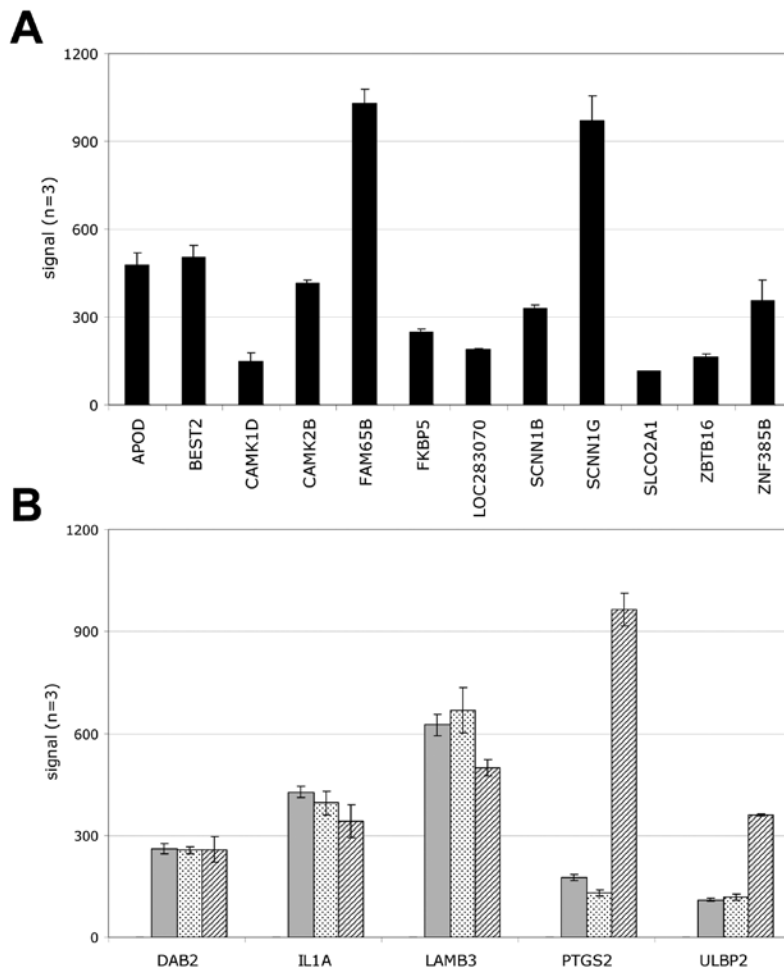 A
1200
900
600
300
0
signal (n=3)
APOD
BEST2
CAMK1D
CAMK2B
FAM65B
FKBP5
LOC283070
SCNN1B
SCNN1G
SLCO2A1
ZBTB16
ZNF385B
B
1200
900
600
300
0
signal (n=3)
DAB2 IL1A LAMB3 PTGS2 ULBP2